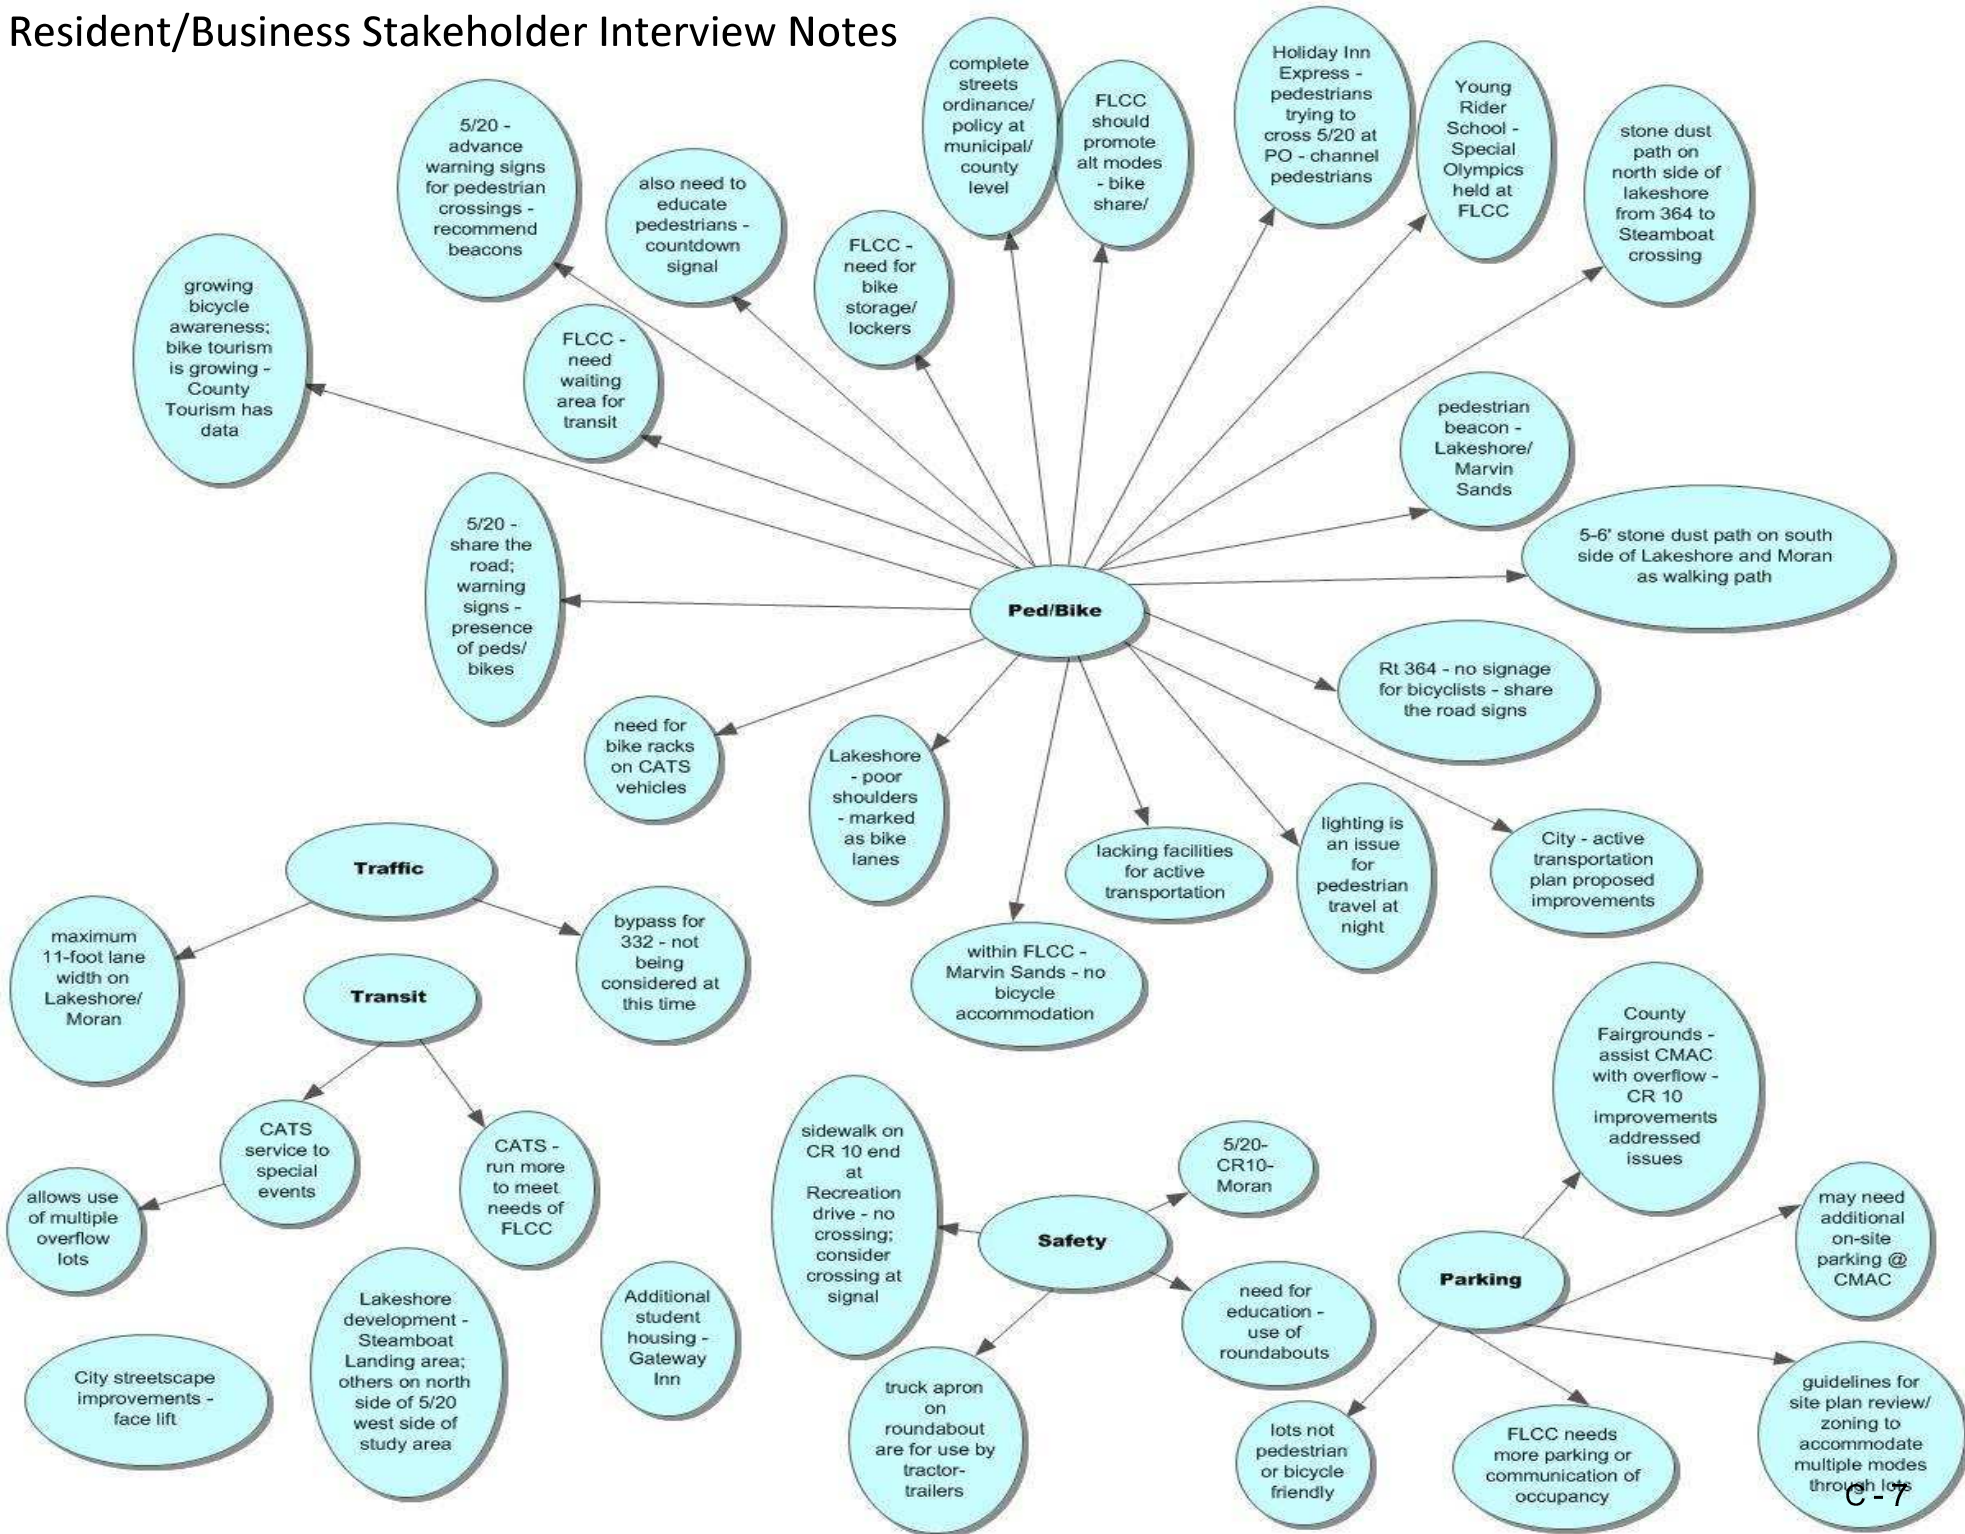 Resident/Business Stakeholder Interview Notes
complete
streets
ordinance/
policy at
municipal/
county
level
FLCC
should
promote
alt modes
- bike
share/
Holiday Inn
Express -
pedestrians
trying to
cross 5/20 at
PO - channel
pedestrians
Young
Rider
School -
Special
Olympics
held at
FLCC
stone dust
path on
north side of
lakeshore
from 364 to
Steamboat
crossing
5/20 -
advance
warning signs
for pedestrian
crossings -
recommend
beacons
also need to
educate
pedestrians -
countdown
signal
FLCC -
need for
bike
storage/
lockers
growing
bicycle
awareness;
bike tourism
is growing -
County
Tourism has
data
FLCC -
need
waiting
area for
transit
pedestrian
beacon -
Lakeshore/
Marvin
Sands
5/20 -
share the
road;
warning
signs -
presence
of peds/
bikes
5-6' stone dust path on south
side of Lakeshore and Moran
as walking path
Ped/Bike
Rt 364 - no signage
for bicyclists - share
the road signs
need for
bike racks
on CATS
vehicles
Lakeshore
- poor
shoulders
- marked
as bike
lanes
lacking facilities
for active
transportation
lighting is
an issue
for
pedestrian
travel at
night
City - active
transportation
plan proposed
improvements
within FLCC -
Marvin Sands - no
bicycle
accommodation
Traffic
maximum
11-foot lane
width on
Lakeshore/
Moran
bypass for
332 - not
being
considered at
this time
Transit
CATS
service to
special
events
CATS -
run more
to meet
needs of
FLCC
allows use
of multiple
overflow
lots
City streetscape
improvements -
face lift
Lakeshore
development -
Steamboat
Landing area;
others on north
side of 5/20
west side of
study area
Additional
student
housing -
Gateway
Inn
sidewalk on
CR 10 end
at
Recreation
drive - no
crossing;
consider
crossing at
signal
5/20-
CR10-
Moran
Safety
need for
education -
use of
roundabouts
truck apron
on
roundabout
are for use by
tractor-
trailers
County
Fairgrounds -
assist CMAC
with overflow -
CR 10
improvements
addressed
issues
may need
additional
on-site
parking @
CMAC
Parking
lots not
pedestrian
or bicycle
friendly
FLCC needs
more parking or
communication of
occupancy
guidelines for
site plan review/
zoning to
accommodate
multiple modes
through lots
C - 7